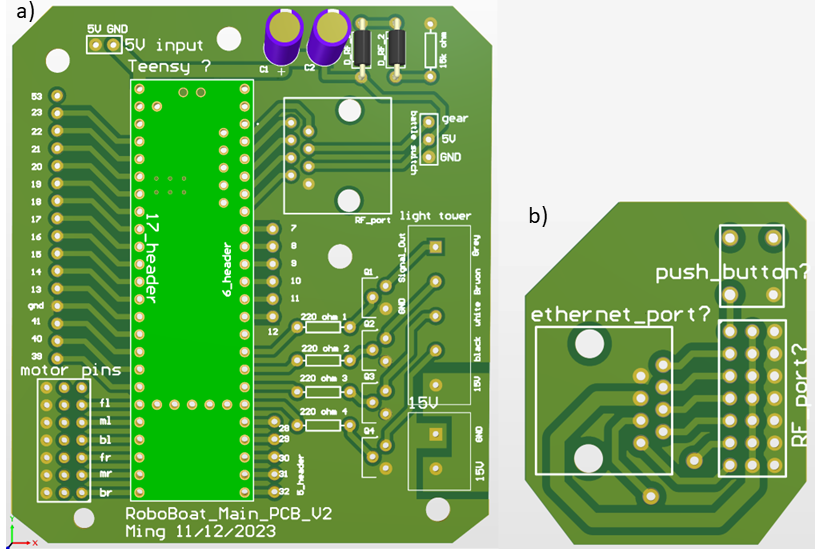 a)
5V GND
5V input
Teensy ?
C1
+
C2
D_RF_2
15k ohm
53
23
22
21
20
19
18
17
16
15
14
13
gnd
41
40
39
17_header
6_header
gear
5V
GND
battle switch
RF_port
light tower
7
8
9
10
11
12
Signal_Out
GND
Grey
Bruon
white
black
15V
Q1
Q2
Q3
Q4
220 ohm 1
220 ohm 2
220 ohm 3
220 ohm 4
15V
GND
15V
motor pins
fl
ml
bl
fr
mr
br
28
29
30
31
32
5_header
RoboBoat_Main_PCB_V2
Ming 11/12/2023
x
b)
push_button?
ethernet_port?
RF_port?